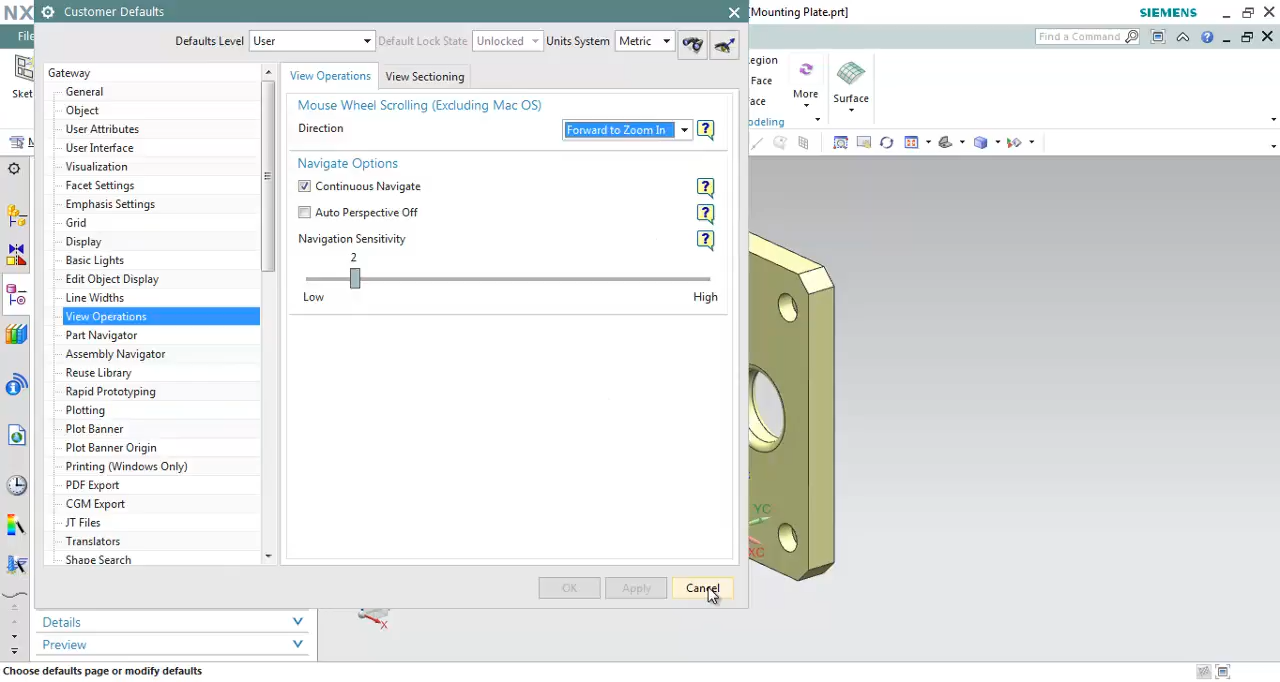 NX
Customer Defaults
[Mounting Plate.prt]
SIEMENS
Defaults Level User Default Lock State Unlocked Units System Metric
Find a Command
Gateway
General
Object
User Attributes
User Interface
Visualization
Facet Settings
Emphasis Settings
Grid
Display
Basic Lights
Edit Object Display
Line Widths
View Operations
Part Navigator
Assembly Navigator
Reuse Library
Rapid Prototyping
Plotting
Plot Banner
Plot Banner Origin
Printing (Windows Only)
PDF Export
CGM Export
JT Files
Translators
Shape Search
View Operations View Sectioning
Mouse Wheel Scrolling (Excluding Mac OS)
Direction Forward to Zoom In
Navigate Options
Continuous Navigate
Auto Perspective Off
Navigation Sensitivity
2
Low High
OK Apply Cancel
More
Surface
YC
XC
X
Details
Preview
Choose defaults page or modify defaults